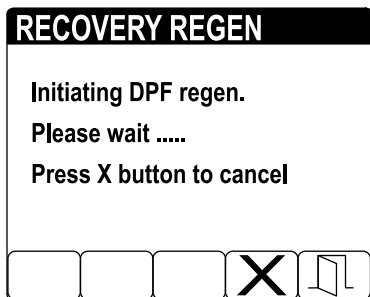 RECOVERY REGEN
Initiating DPF regen.
Please wait .....
Press X button to cancel